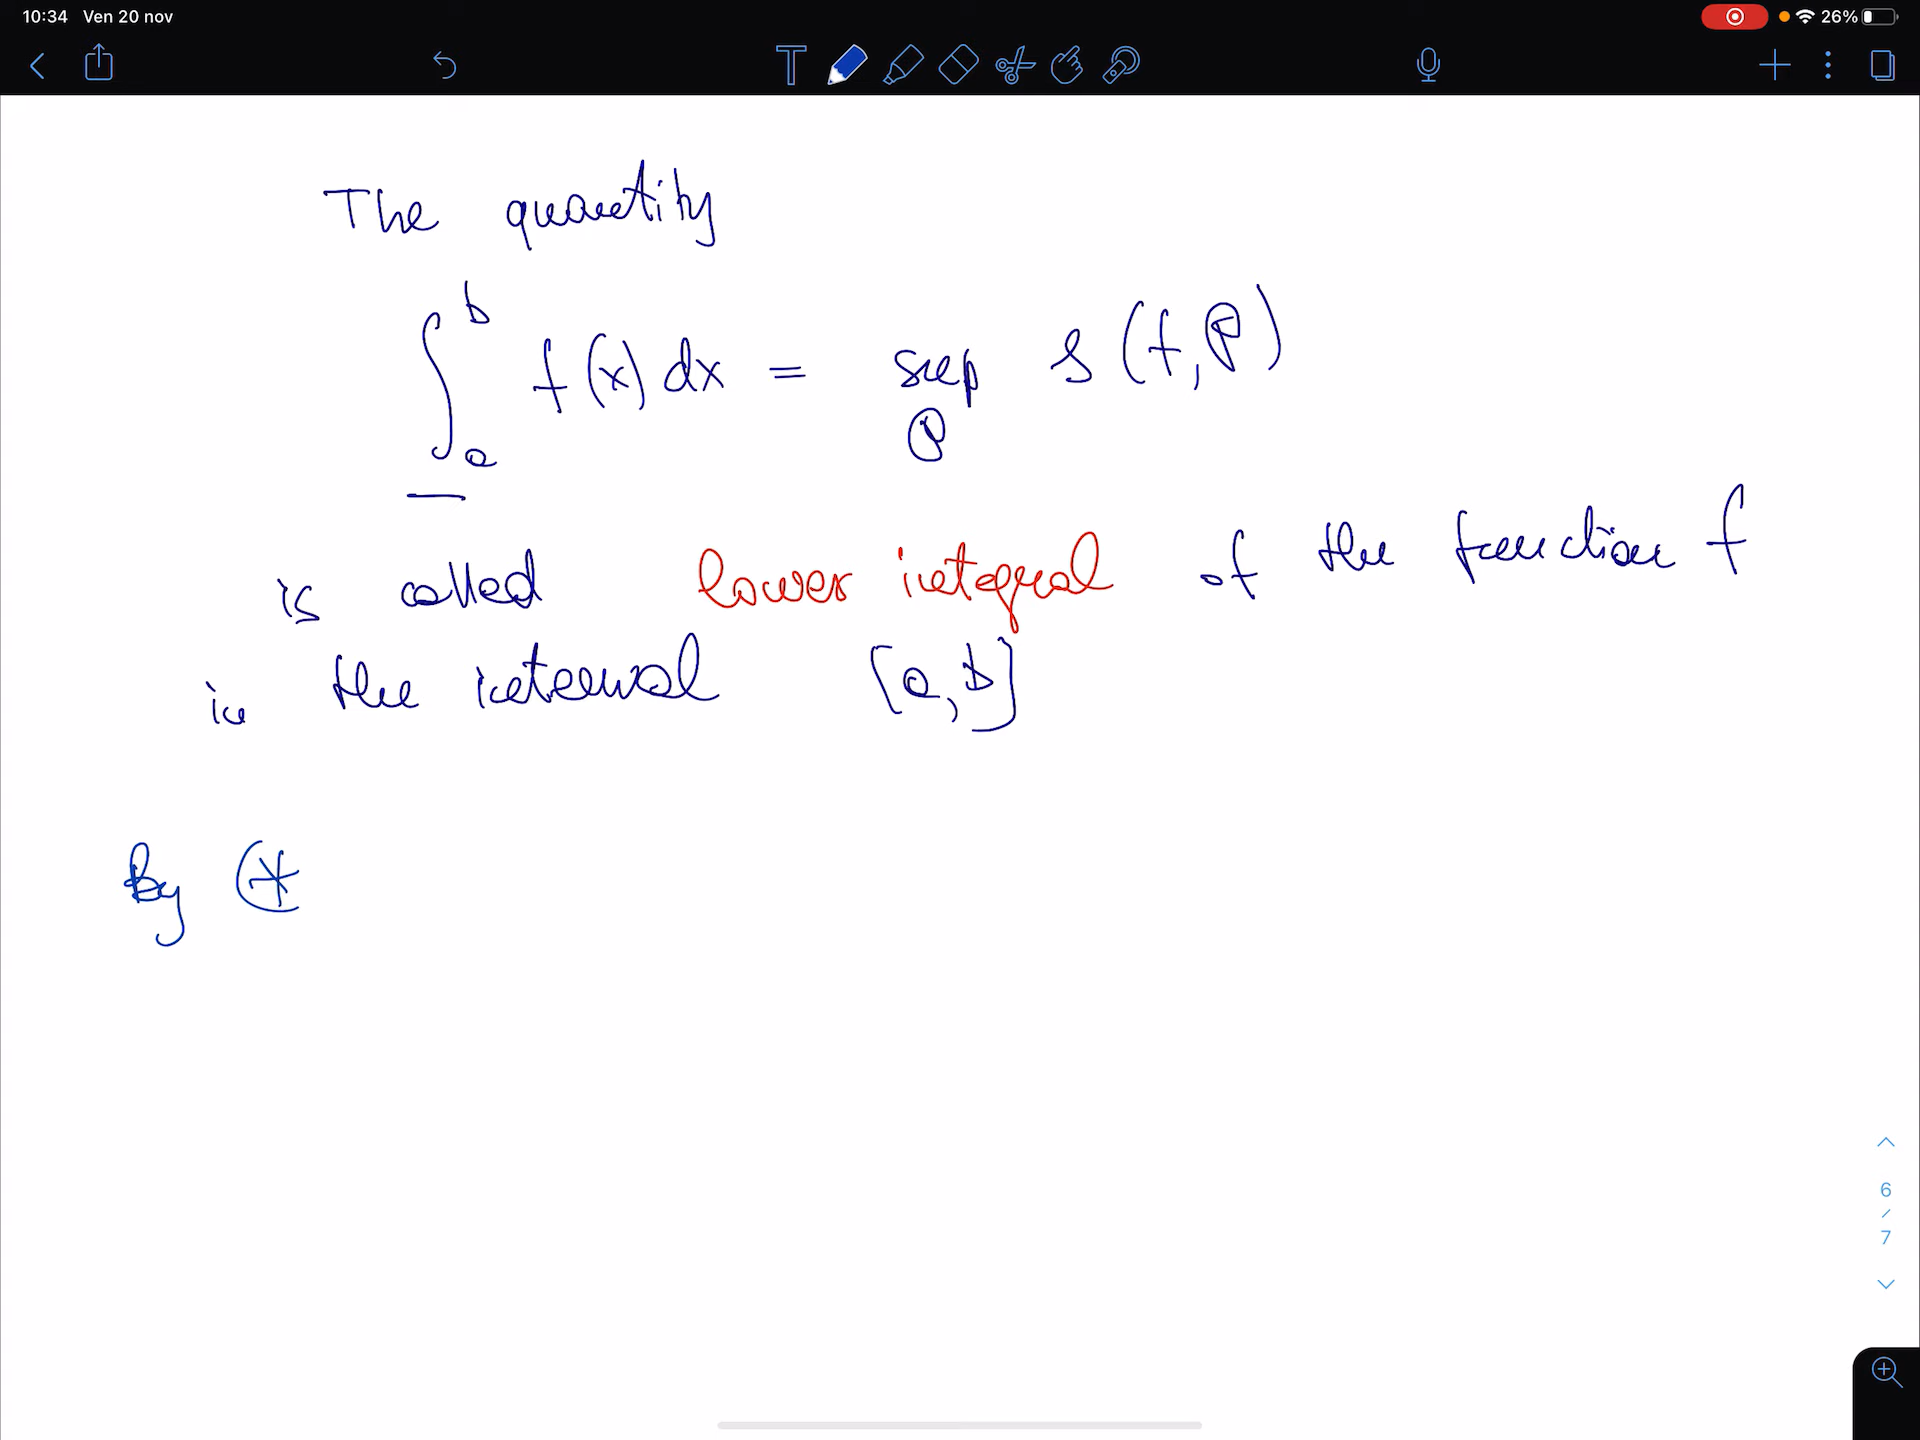 10:34 Ven 20 nov 26%
The quantity
∫_a^b f(x) dx = sup_P s(f, P)
is called lower integral of the function f
in the interval [a, b]
By (*
6
/
7